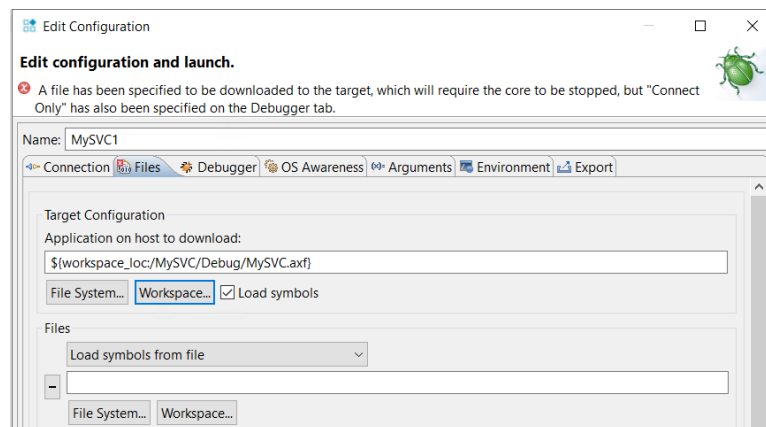 Edit Configuration
Edit configuration and launch.
A file has been specified to be downloaded to the target, which will require the core to be stopped, but "Connect
Only" has also been specified on the Debugger tab.
Name: MySVC1
Connection Files Debugger OS Awareness Arguments Environment Export
Target Configuration
Application on host to download:
${workspace_loc:/MySVC/Debug/MySVC.axf}
File System... Workspace... Load symbols
Files
Load symbols from file
File System... Workspace...